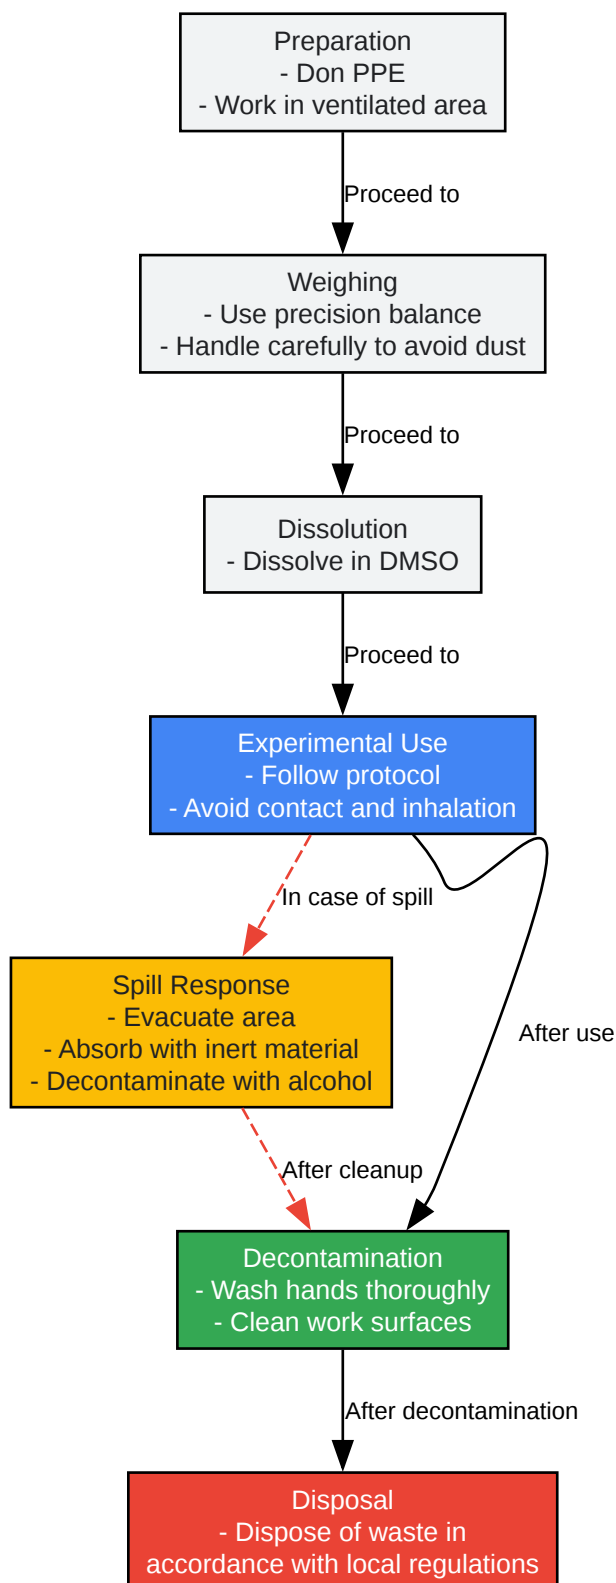 Preparation
- Don PPE
- Work in ventilated area
Proceed to
Weighing
- Use precision balance
- Handle carefully to avoid dust
Proceed to
Dissolution
- Dissolve in DMSO
Proceed to
Experimental Use
- Follow protocol
- Avoid contact and inhalation
In case of spill
Spill Response
- Evacuate area
- Absorb with inert material
- Decontaminate with alcohol
After use
After cleanup
Decontamination
- Wash hands thoroughly
- Clean work surfaces
After decontamination
Disposal
- Dispose of waste in
accordance with local regulations